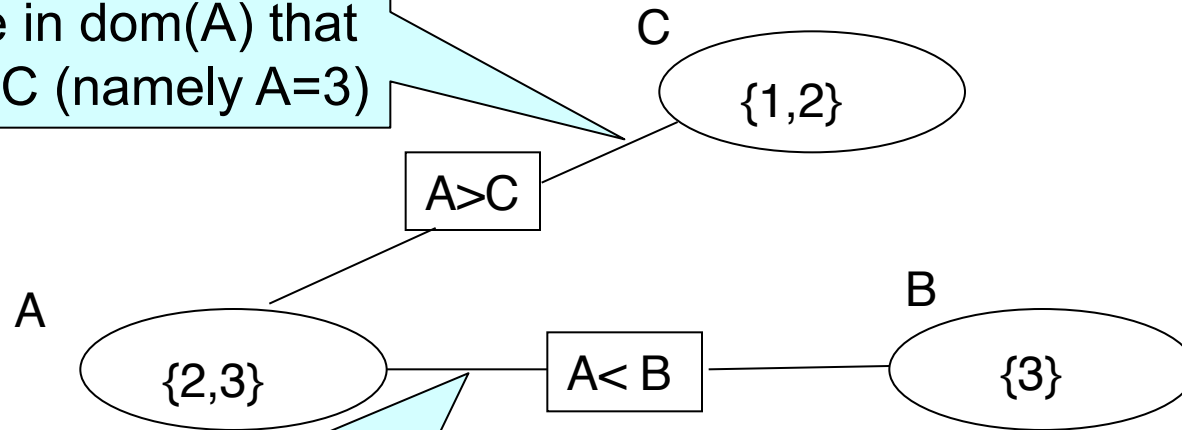 e in dom(A) that
C (namely A=3)
C
{1,2}
A>C
A
B
{2,3}
A< B
{3}